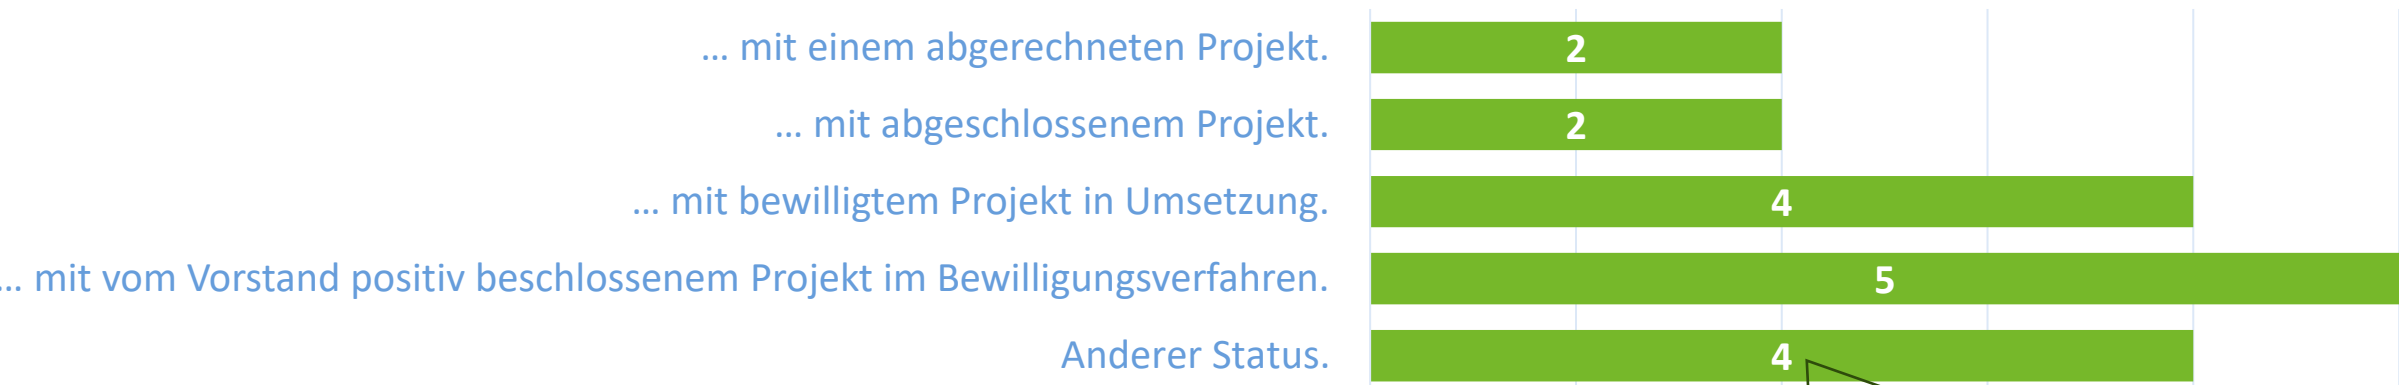 ... mit einem abgerechneten Projekt. 2
... mit abgeschlossenem Projekt. 2
... mit bewilligtem Projekt in Umsetzung. 4
... mit vom Vorstand positiv beschlossenem Projekt im Bewilligungsverfahren. 5
Anderer Status. 4